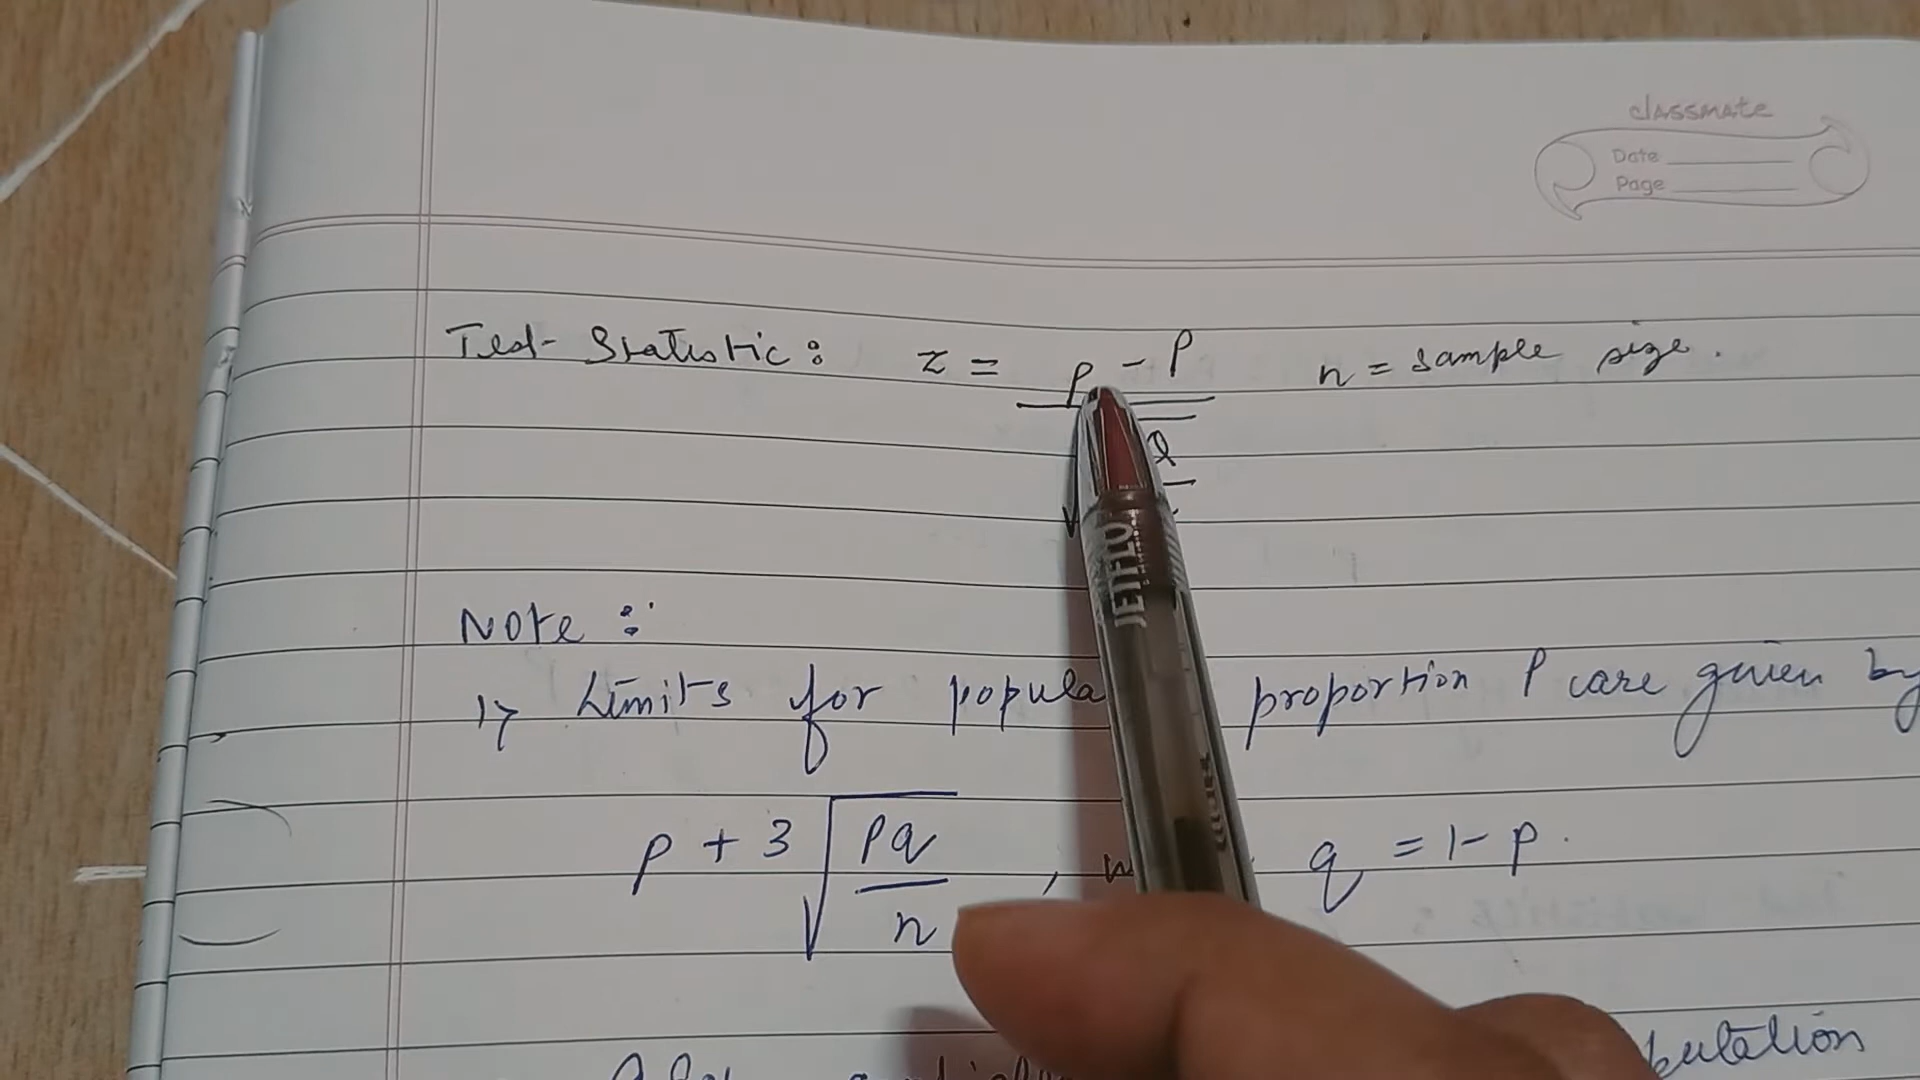 classmate
Date
Page
Test Statistic: z = p - P n = sample size.
Q
Note :
1) Limits for popula proportion P are given by
p + 3 √ pq / n , q = 1 - p.
JETFLO
pulation